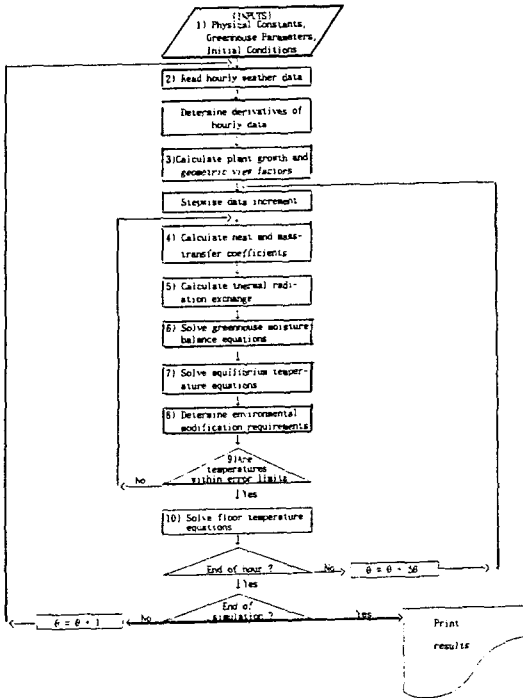 (INPUTS)
1) Physical Constants,
Greenhouse Parameters,
Initial Conditions
2) Read hourly weather data
Determine derivatives of
hourly data
3) Calculate plant growth and
geometric view factors
Stepwise data increment
4) Calculate heat and mass-
transfer coefficients
5) Calculate thermal radi-
ation exchange
6) Solve greenhouse moisture
balance equations
7) Solve equilibrium temper-
ature equations
8) Determine environmental
modification requirements
9) Are
temperatures
within error limits
No
Yes
10) Solve floor temperature
equations
End of hour ?
No
Yes
End of
simulation ?
No
θ = θ + 1
Yes
Print
results